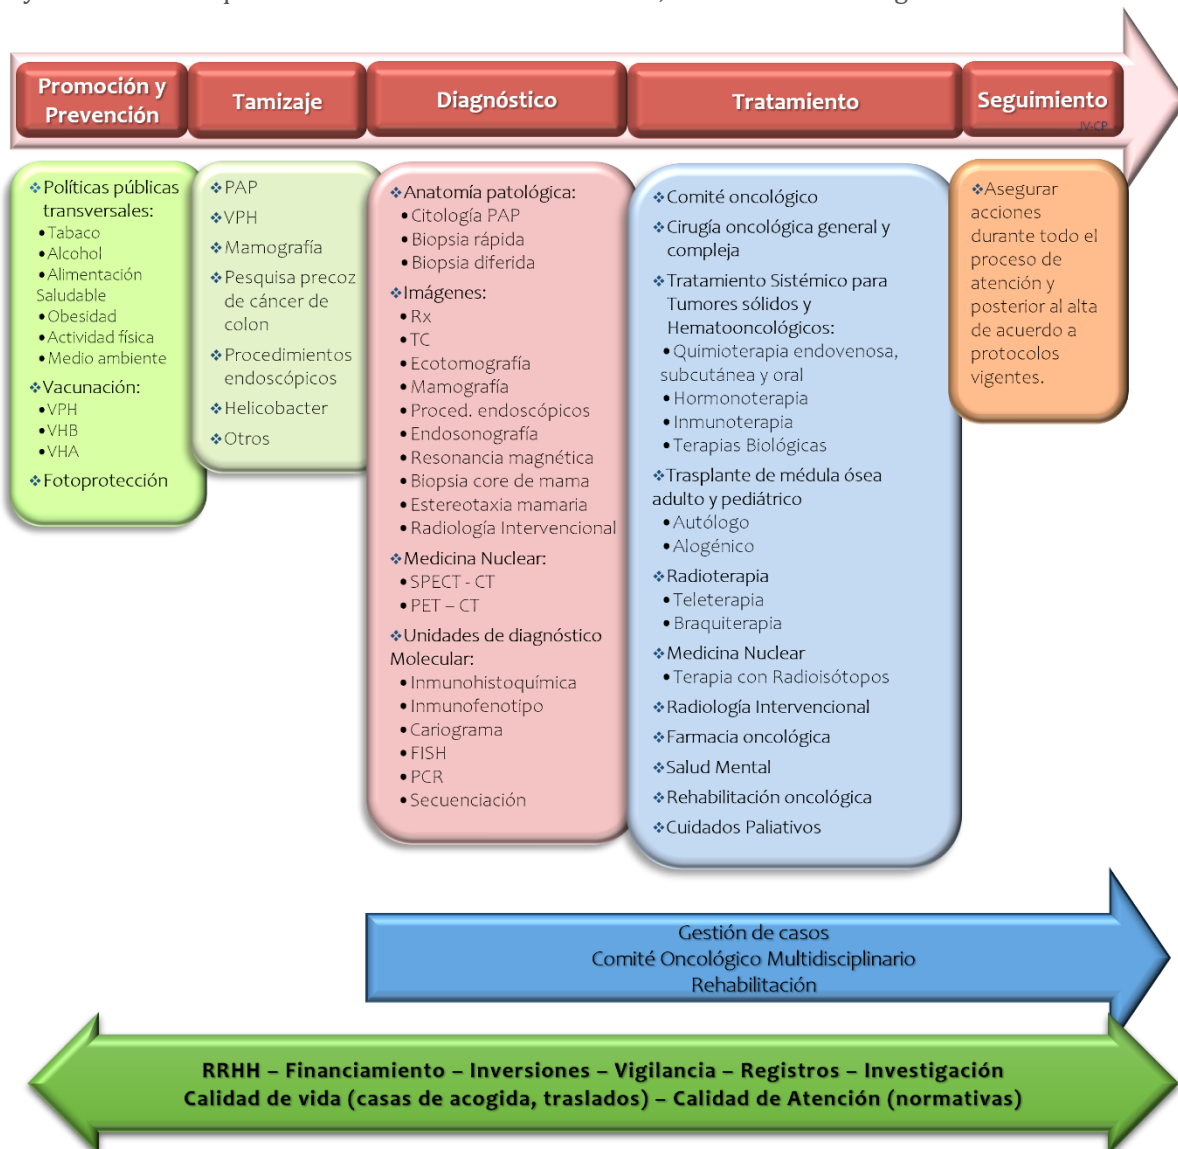 Promoción y
Prevención
Tamizaje
Diagnóstico
Tratamiento
Seguimiento
JV-CP
❖Políticas públicas
transversales:
•Tabaco
•Alcohol
•Alimentación
Saludable
•Obesidad
•Actividad física
•Medio ambiente
❖Vacunación:
•VPH
•VHB
•VHA
❖Fotoprotección
❖PAP
❖VPH
❖Mamografía
❖Pesquisa precoz
de cáncer de
colon
❖Procedimientos
endoscópicos
❖Helicobacter
❖Otros
❖Anatomía patológica:
•Citología PAP
•Biopsia rápida
•Biopsia diferida
❖Imágenes:
•Rx
•TC
•Ecotomografía
•Mamografía
•Proced. endoscópicos
•Endosonografía
•Resonancia magnética
•Biopsia core de mama
•Estereotaxia mamaria
•Radiología Intervencional
❖Medicina Nuclear:
•SPECT - CT
•PET – CT
❖Unidades de diagnóstico
Molecular:
•Inmunohistoquímica
•Inmunofenotipo
•Cariograma
•FISH
•PCR
•Secuenciación
❖Comité oncológico
❖Cirugía oncológica general y
compleja
❖Tratamiento Sistémico para
Tumores sólidos y
Hematooncológicos:
•Quimioterapia endovenosa,
subcutánea y oral
•Hormonoterapia
•Inmunoterapia
•Terapias Biológicas
❖Trasplante de médula ósea
adulto y pediátrico
•Autólogo
•Alogénico
❖Radioterapia
•Teleterapia
•Braquiterapia
❖Medicina Nuclear
•Terapia con Radioisótopos
❖Radiología Intervencional
❖Farmacia oncológica
❖Salud Mental
❖Rehabilitación oncológica
❖Cuidados Paliativos
❖Asegurar
acciones
durante todo el
proceso de
atención y
posterior al alta
de acuerdo a
protocolos
vigentes.
Gestión de casos
Comité Oncológico Multidisciplinario
Rehabilitación
RRHH – Financiamiento – Inversiones – Vigilancia – Registros – Investigación
Calidad de vida (casas de acogida, traslados) – Calidad de Atención (normativas)